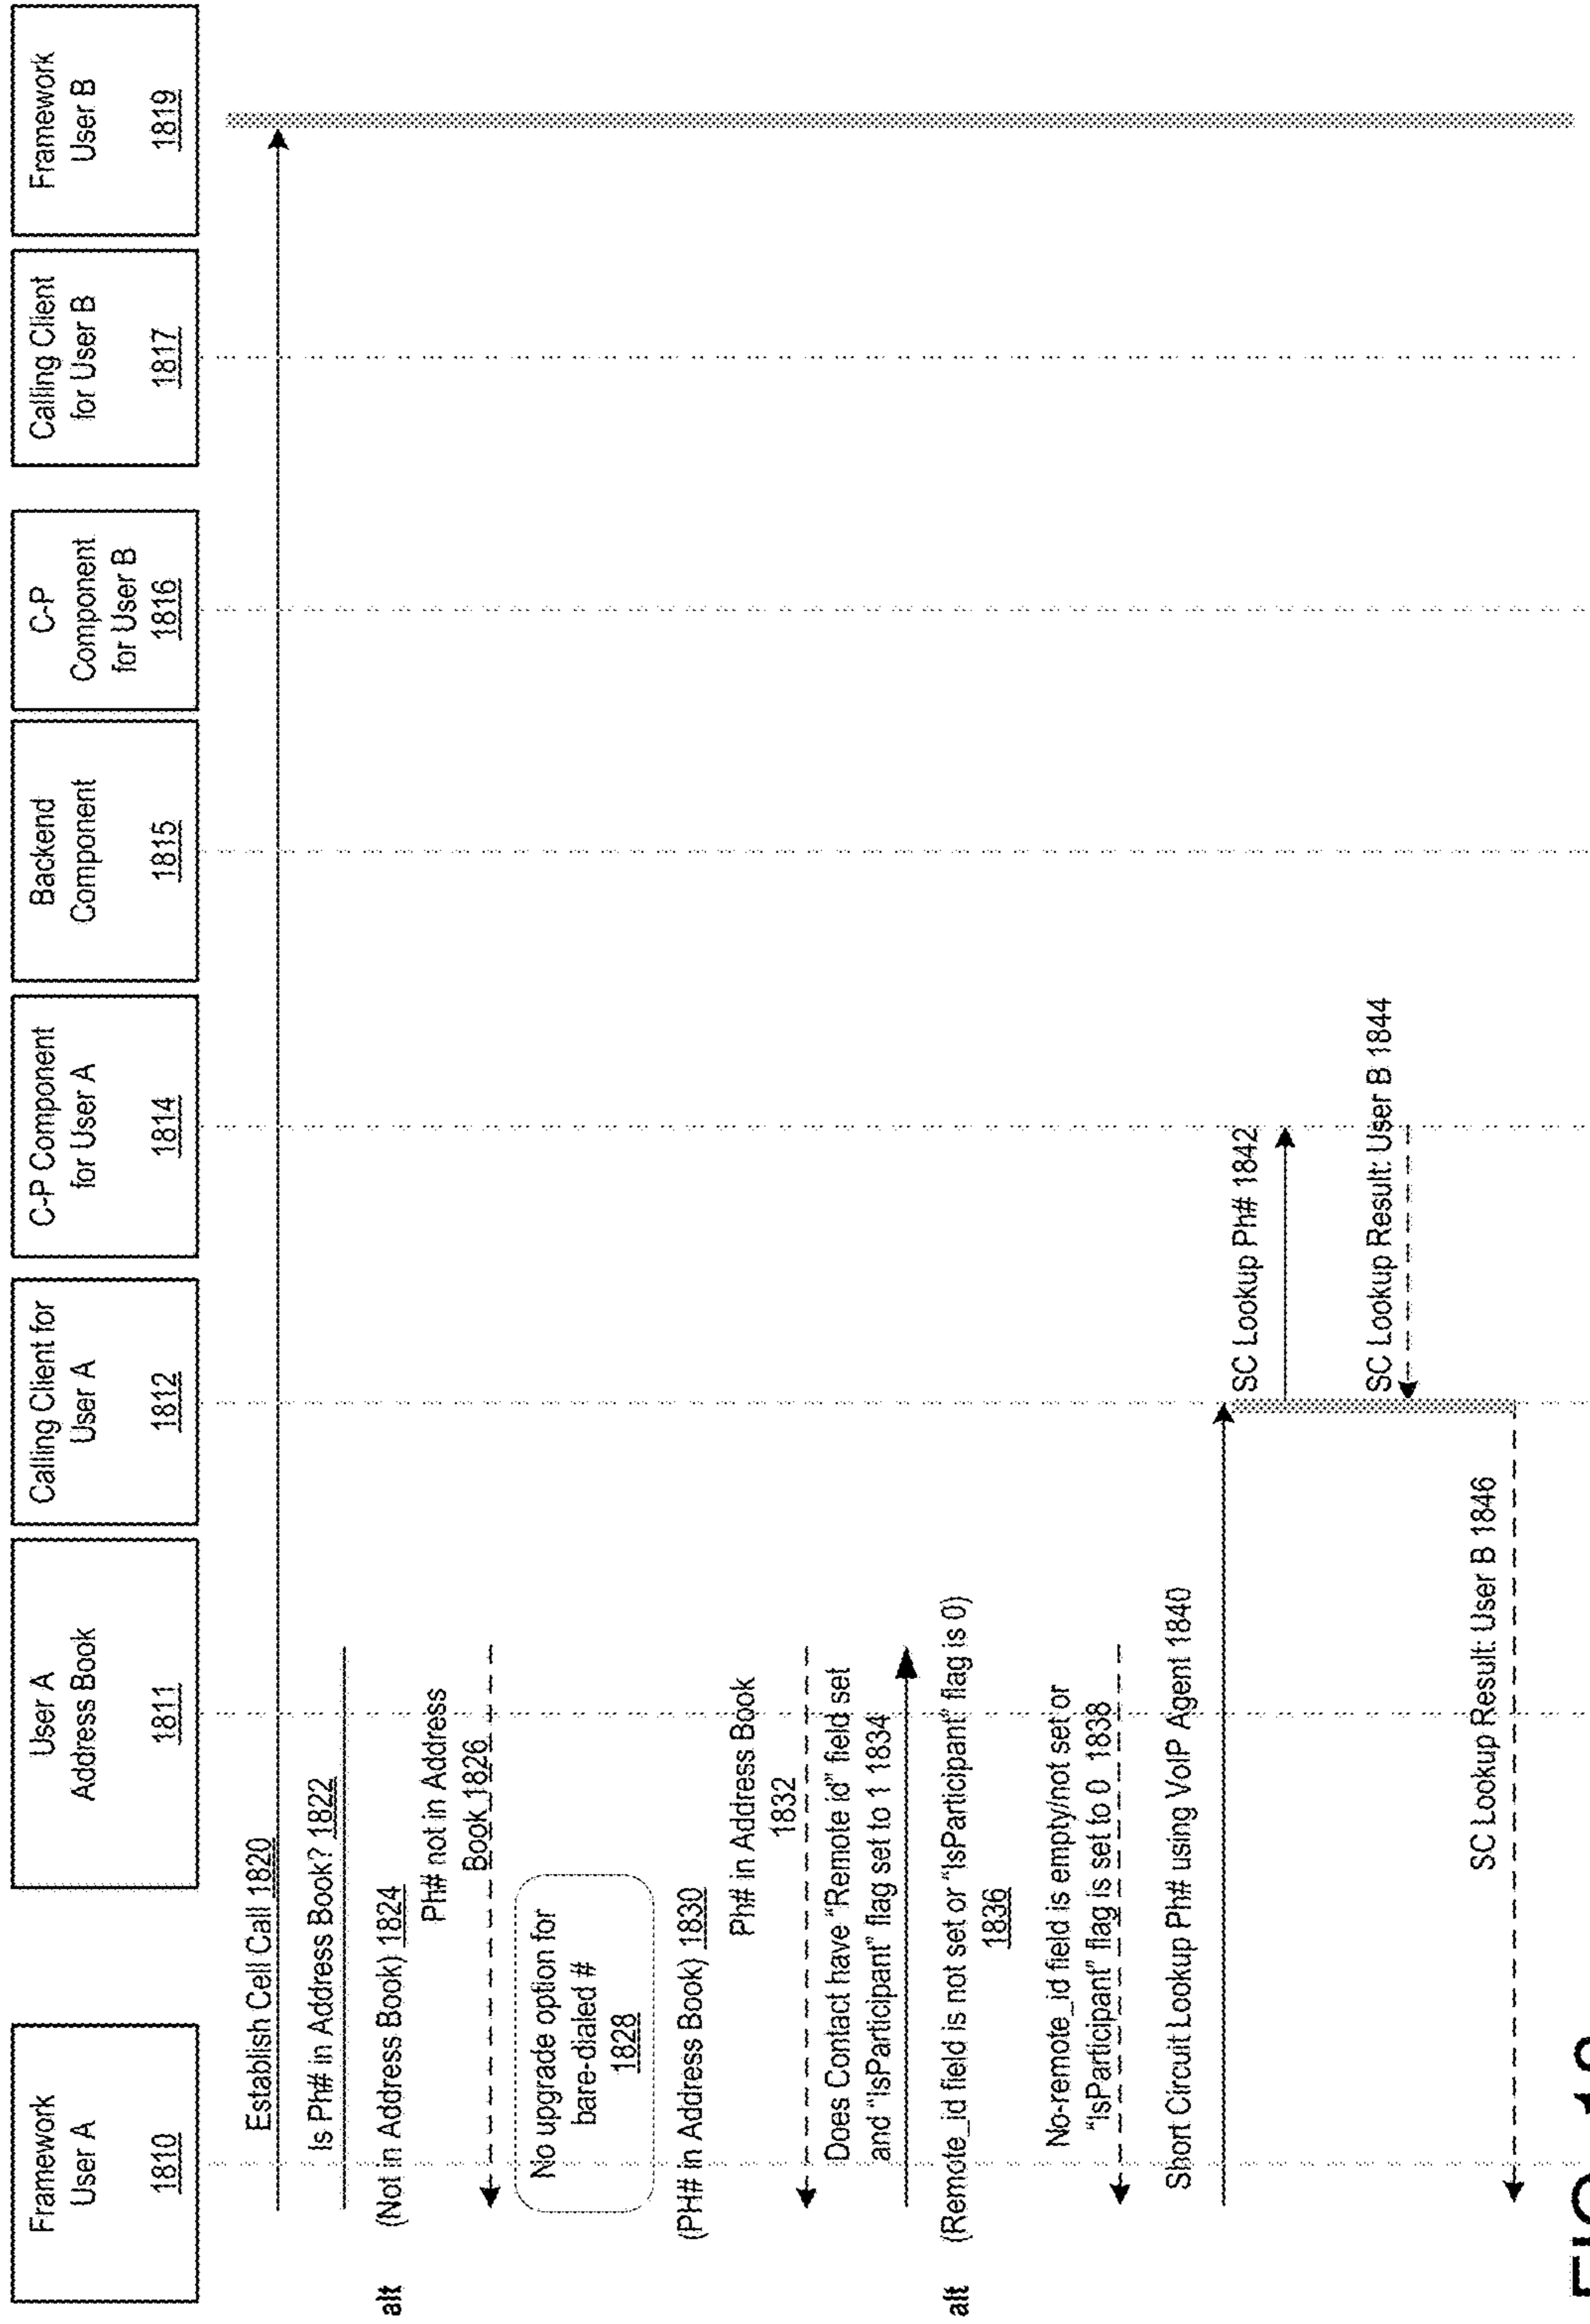 Framework
User A
1810
User A
Address Book
1811
Calling Client for
User A
1812
C-P Component
for User A
1814
Backend
Component
1815
C-P
Component
for User B
1816
Calling Client
for User B
1817
Framework
User B
1819
Establish Cell Call 1820
Is Ph# in Address Book? 1822
alt (Not in Address Book) 1824
Ph# not in Address
Book 1826
No upgrade option for
bare-dialed #
1828
(PH# in Address Book) 1830
Ph# in Address Book
1832
Does Contact have "Remote id" field set
and "IsParticipant" flag set to 1 1834
alt (Remote_id field is not set or "IsParticipant" flag is 0)
1836
No-remote_id field is empty/not set or
"IsParticipant" flag is set to 0 1838
Short Circuit Lookup Ph# using VoIP Agent 1840
SC Lookup Ph# 1842
SC Lookup Result: User B 1844
SC Lookup Result: User B 1846